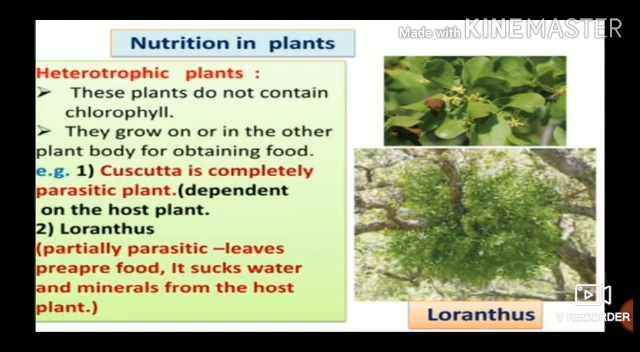 Made with KINEMASTER
Nutrition in plants
Heterotrophic plants :
➤ These plants do not contain
chlorophyll.
➤ They grow on or in the other
plant body for obtaining food.
e.g. 1) Cuscutta is completely
parasitic plant.(dependent
on the host plant.
2) Loranthus
(partially parasitic –leaves
preapre food, It sucks water
and minerals from the host
plant.)
Loranthus
V RECORDER